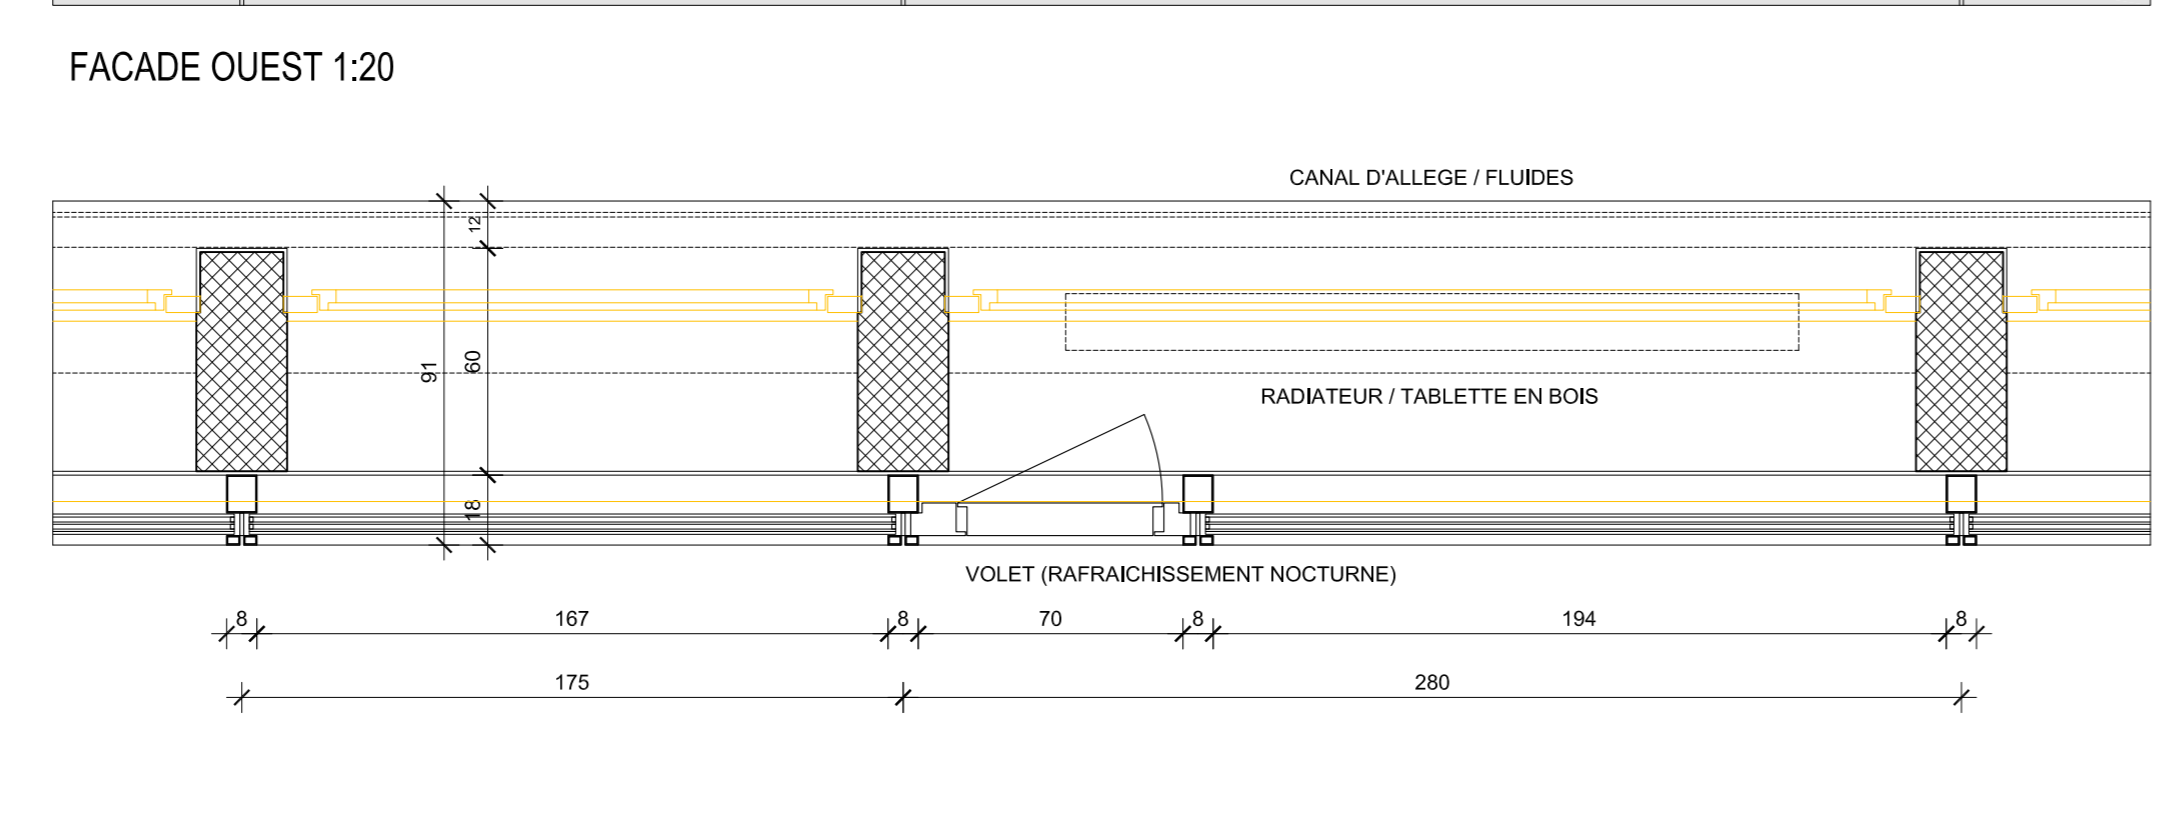 FACADE OUEST 1:20
CANAL D'ALLEGE / FLUIDES
12
91
60
RADIATEUR / TABLETTE EN BOIS
18
VOLET (RAFRAICHISSEMENT NOCTURNE)
8 167 8 70 8 194 8
175 280